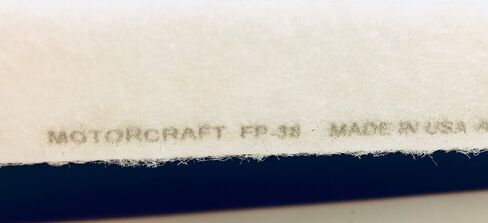 MOTORCRAFT FP-38 MADE IN USA